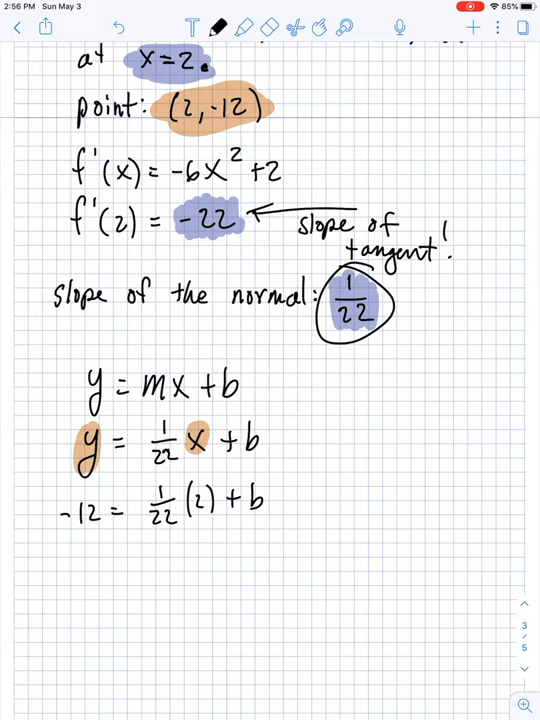 2:56 PM Sun May 3
85%
at x=2.
point: (2, -12)
f'(x) = -6x² +2
f'(2) = -22
slope of tangent!
slope of the normal: 1/22
y = mx + b
y = 1/22 x + b
-12 = 1/22 (2) + b
3
/
5